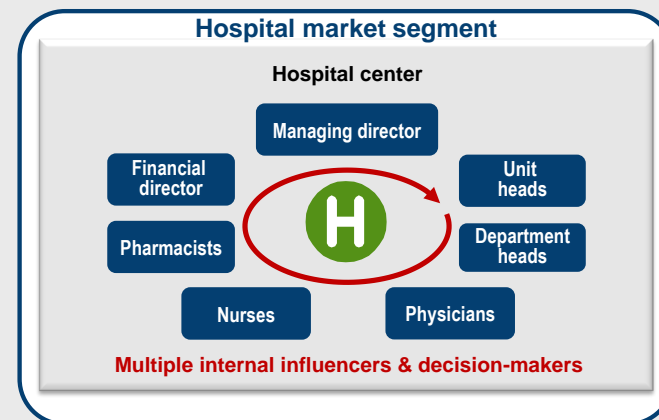 Hospital market segment
Hospital center
Managing director
Financial
director
Unit
heads
Pharmacists
Department
heads
H
Nurses
Physicians
Multiple internal influencers & decision-makers